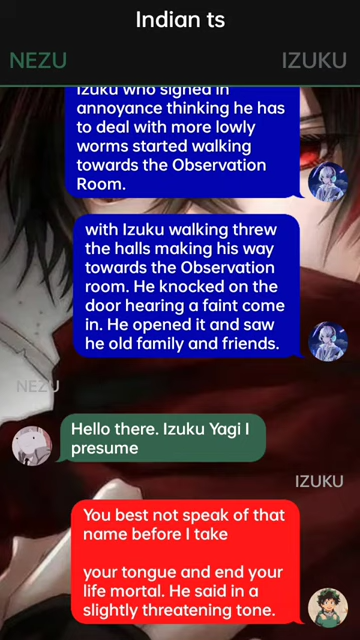 Indian ts
NEZU
IZUKU
Izuku who signed in
annoyance thinking he has
to deal with more lowly
worms started walking
towards the Observation
Room.
with Izuku walking threw
the halls making his way
towards the Observation
room. He knocked on the
door hearing a faint come
in. He opened it and saw
he old family and friends.
NEZU
Hello there. Izuku Yagi I
presume
IZUKU
You best not speak of that
name before I take
your tongue and end your
life mortal. He said in a
slightly threatening tone.